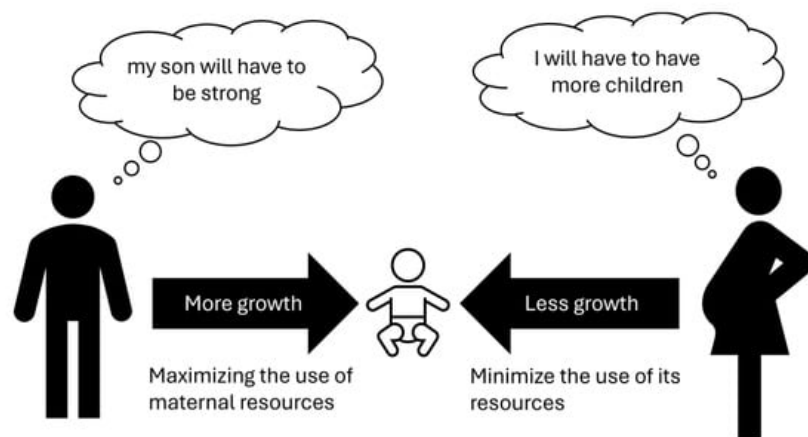 my son will have to
be strong
I will have to have
more children
More growth
Less growth
Maximizing the use of
maternal resources
Minimize the use of its
resources